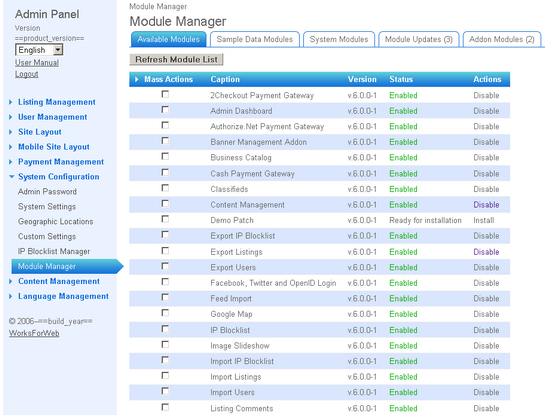 Admin Panel
Version
==product_version==
English
User Manual
Logout
Listing Management
User Management
Site Layout
Mobile Site Layout
Payment Management
System Configuration
Admin Password
System Settings
Geographic Locations
Custom Settings
IP Blocklist Manager
Module Manager
Content Management
Language Management
© 2006-==build_year==
WorksForWeb
Module Manager
Module Manager
Available Modules Sample Data Modules System Modules Module Updates (3) Addon Modules (2)
Refresh Module List
Mass Actions Caption Version Status Actions
2Checkout Payment Gateway v.6.0.0-1 Enabled Disable
Admin Dashboard v.6.0.0-1 Enabled Disable
Authorize.Net Payment Gateway v.6.0.0-1 Enabled Disable
Banner Management Addon v.6.0.0-1 Enabled Disable
Business Catalog v.6.0.0-1 Enabled Disable
Cash Payment Gateway v.6.0.0-1 Enabled Disable
Classifieds v.6.0.0-1 Enabled Disable
Content Management v.6.0.0-1 Enabled Disable
Demo Patch v.6.0.0-1 Ready for installation Install
Export IP Blocklist v.6.0.0-1 Enabled Disable
Export Listings v.6.0.0-1 Enabled Disable
Export Users v.6.0.0-1 Enabled Disable
Facebook, Twitter and OpenID Login v.6.0.0-1 Enabled Disable
Feed Import v.6.0.0-1 Enabled Disable
Google Map v.6.0.0-1 Enabled Disable
IP Blocklist v.6.0.0-1 Enabled Disable
Image Slideshow v.6.0.0-1 Enabled Disable
Import IP Blocklist v.6.0.0-1 Enabled Disable
Import Listings v.6.0.0-1 Enabled Disable
Import Users v.6.0.0-1 Enabled Disable
Listing Comments v.6.0.0-1 Enabled Disable